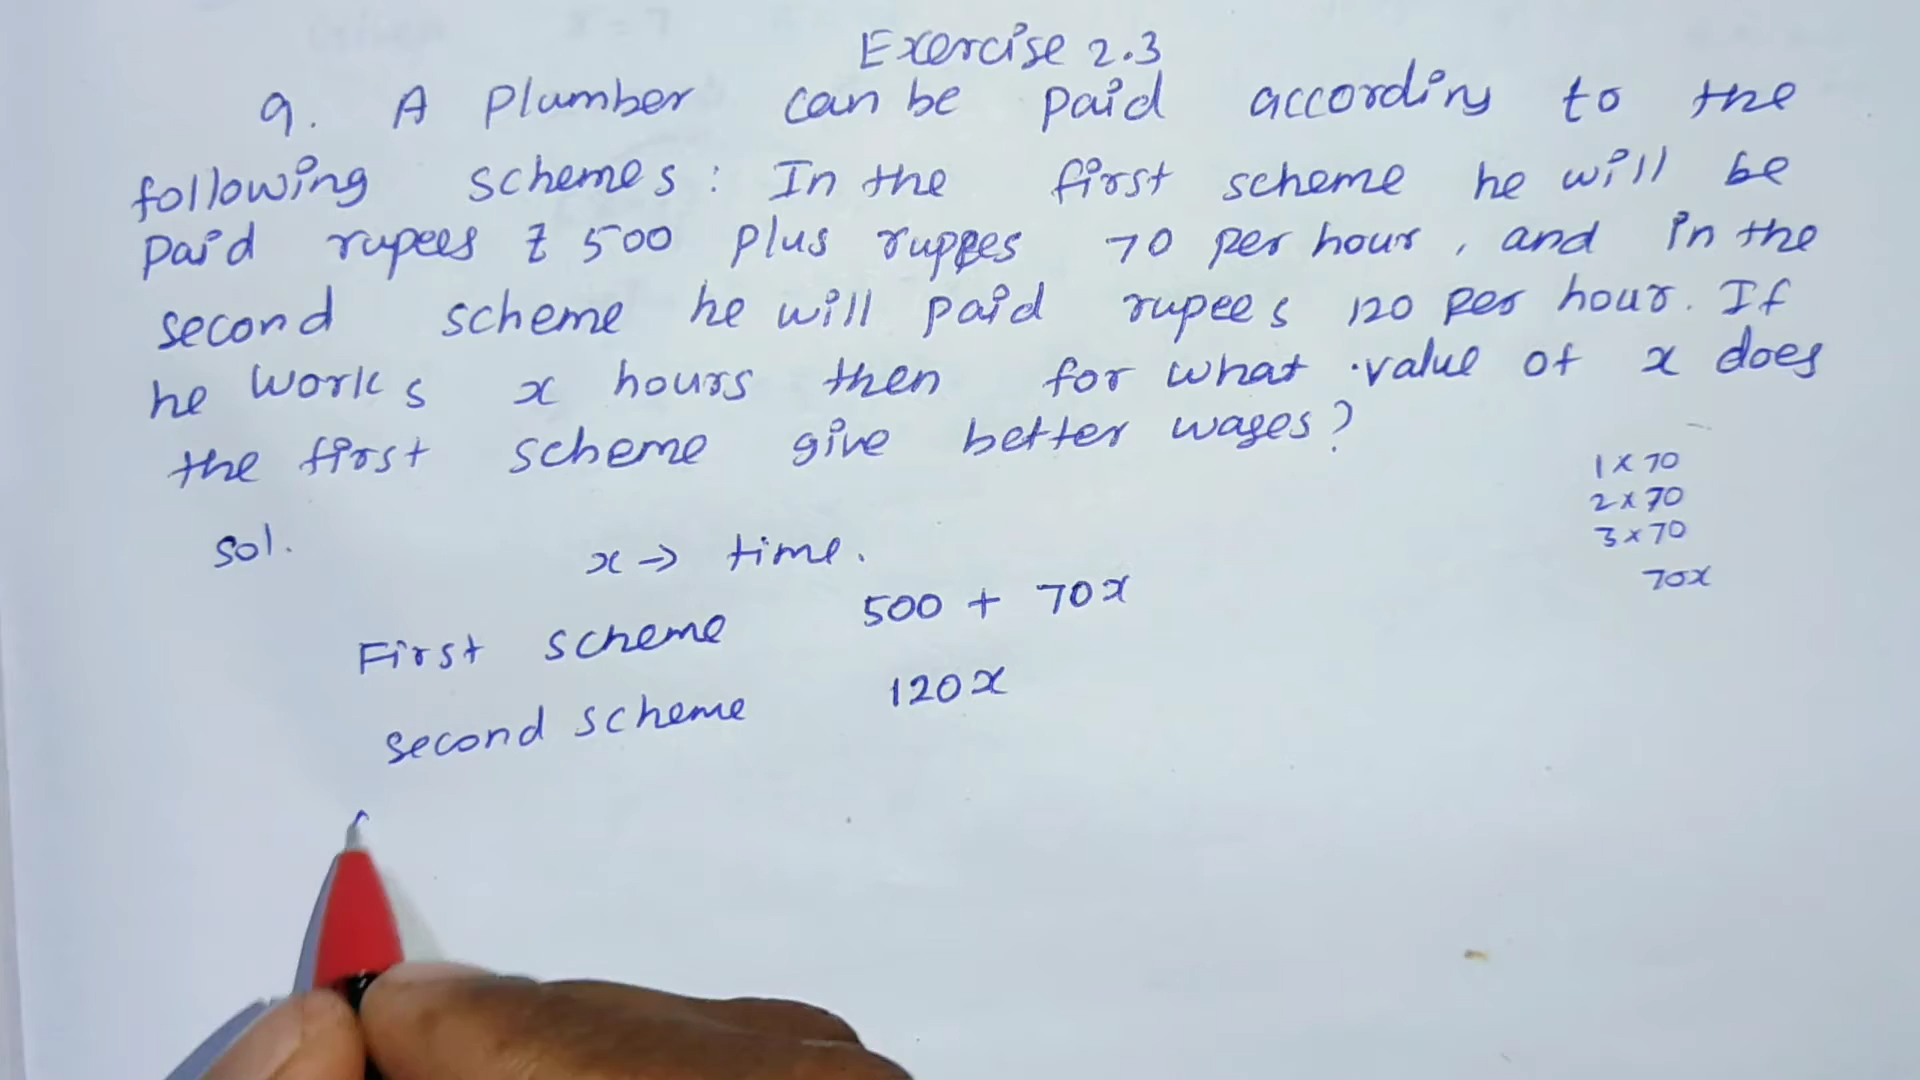 Exercise 2.3
9. A Plumber can be paid according to the
following schemes: In the first scheme he will be
paid rupees ₹ 500 plus rupees 70 per hour, and in the
second scheme he will paid rupees 120 per hour. If
he works x hours then for what value of x does
the first scheme give better wages?
1 x 70
2 x 70
3 x 70
70x
Sol.
x → time.
First scheme 500 + 70x
second scheme 120x